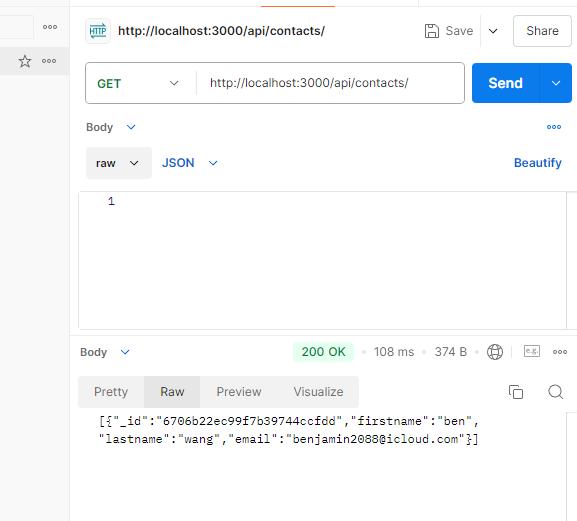 HTTP http://localhost:3000/api/contacts/ Save Share
GET http://localhost:3000/api/contacts/ Send
Body
raw JSON Beautify
1
Body 200 OK • 108 ms • 374 B e.g.
Pretty Raw Preview Visualize
[{"_id":"6706b22ec99f7b39744ccfdd","firstname":"ben",
"lastname":"wang","email":"benjamin2088@icloud.com"}]